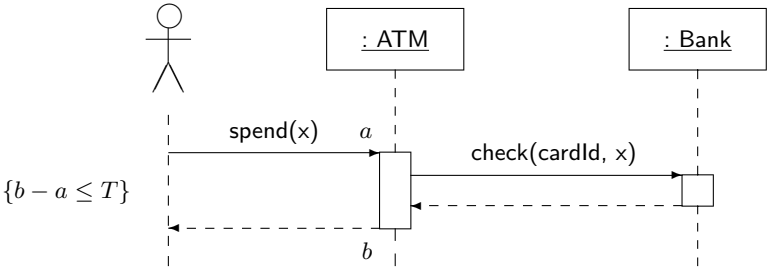 : ATM
: Bank
spend(x)
a
check(cardId, x)
{b − a ≤ T}
b